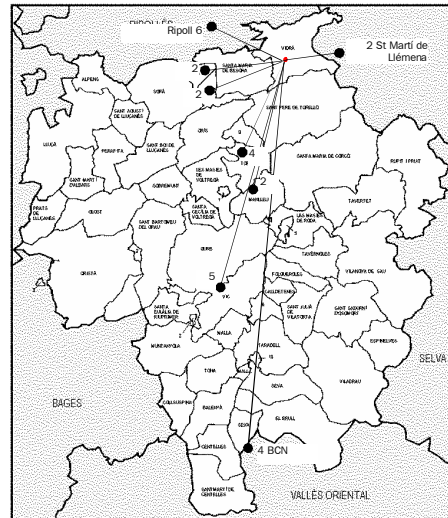 RIPOLLÈS
Ripoll 6
VIDRÀ
2 St Martí de
Llémena
ALPENS
SANTA MARIA
DE BESORA
2
SORA
2
SANT PERE DE TORELLÓ
SANT AGUSTÍ
DE LLUÇANÈS
ORÍS
LLUÇÀ
PERAFITA
SANT BOI DE
LLUÇANÈS
4
SANTA MARIA DE CORCÓ
RUPIT I PRUIT
LES MASIES
DE
VOLTREGÀ
SANT MARTÍ
D'ALBARS
SOBREMUNT
2
MANLLEU
TAVERTET
PRATS
DE
LLUÇANÈS
OLOST
SANTA
CECÍLIA DE
VOLTREGÀ
LES MASIES
DE RODA
SANT BARTOMEU
DEL GRAU
GURB
TAVÈRNOLES
VILANOVA DE SAU
ORISTÀ
FOLGUEROLES
5
CALLDETENES
VIC
SANTA
EULÀLIA DE
RIUPRIMER
SANT JULIÀ
DE
VILATORTA
SANT SADURNÍ
D'OSORMORT
MALLA
MUNTANYOLA
TARADELL
ESPINELVES
SELVA
TONA
SEVA
VILADRAU
BAGES
COLLSUSPINA
BALENYÀ
EL BRULL
SEVA
CENTELLES
4 BCN
SANT MARTÍ DE
CENTELLES
VALLÈS ORIENTAL